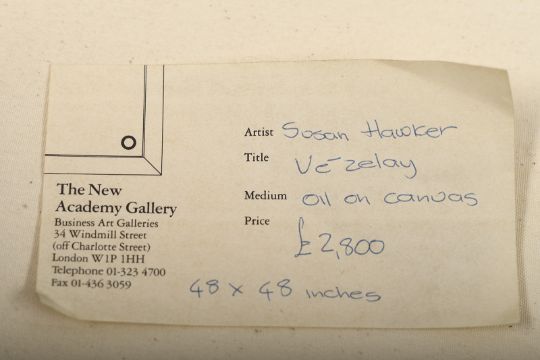 Artist Susan Hawker
Title Vézelay
Medium oil on canvas
Price £2,800
The New
Academy Gallery
Business Art Galleries
34 Windmill Street
(off Charlotte Street)
London W1P 1HH
Telephone 01-323 4700
Fax 01-436 3059
48 x 48 inches